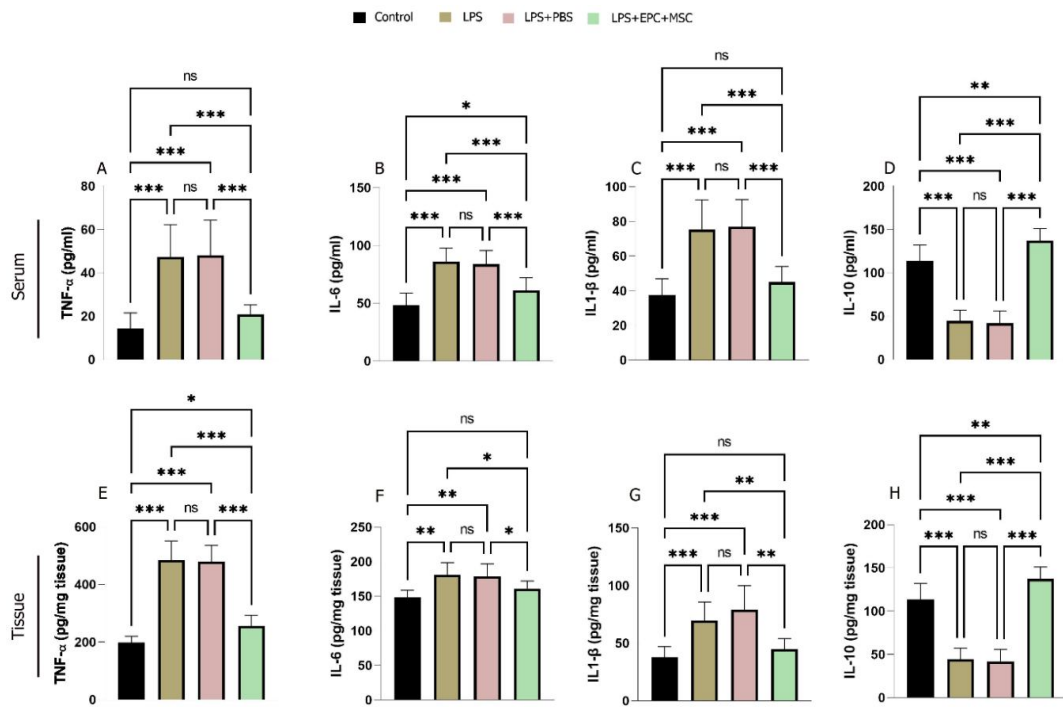 Control LPS LPS+PBS LPS+EPC+MSC
Serum
A
ns
***
***
*** ns ***
TNF-α (pg/ml)
80
60
40
20
0
B
*
***
***
*** ns ***
IL-6 (pg/ml)
150
100
50
0
C
ns
***
***
*** ns ***
IL1-β (pg/ml)
100
80
60
40
20
0
D
**
***
***
*** ns ***
IL-10 (pg/ml)
200
150
100
50
0
Tissue
E
*
***
***
*** ns ***
TNF-α (pg/mg tissue)
600
400
200
0
F
ns
*
**
** ns *
IL-6 (pg/mg tissue)
250
200
150
100
50
0
G
ns
**
***
*** ns **
IL1-β (pg/mg tissue)
150
100
50
0
H
**
***
***
*** ns ***
IL-10 (pg/mg tissue)
200
150
100
50
0